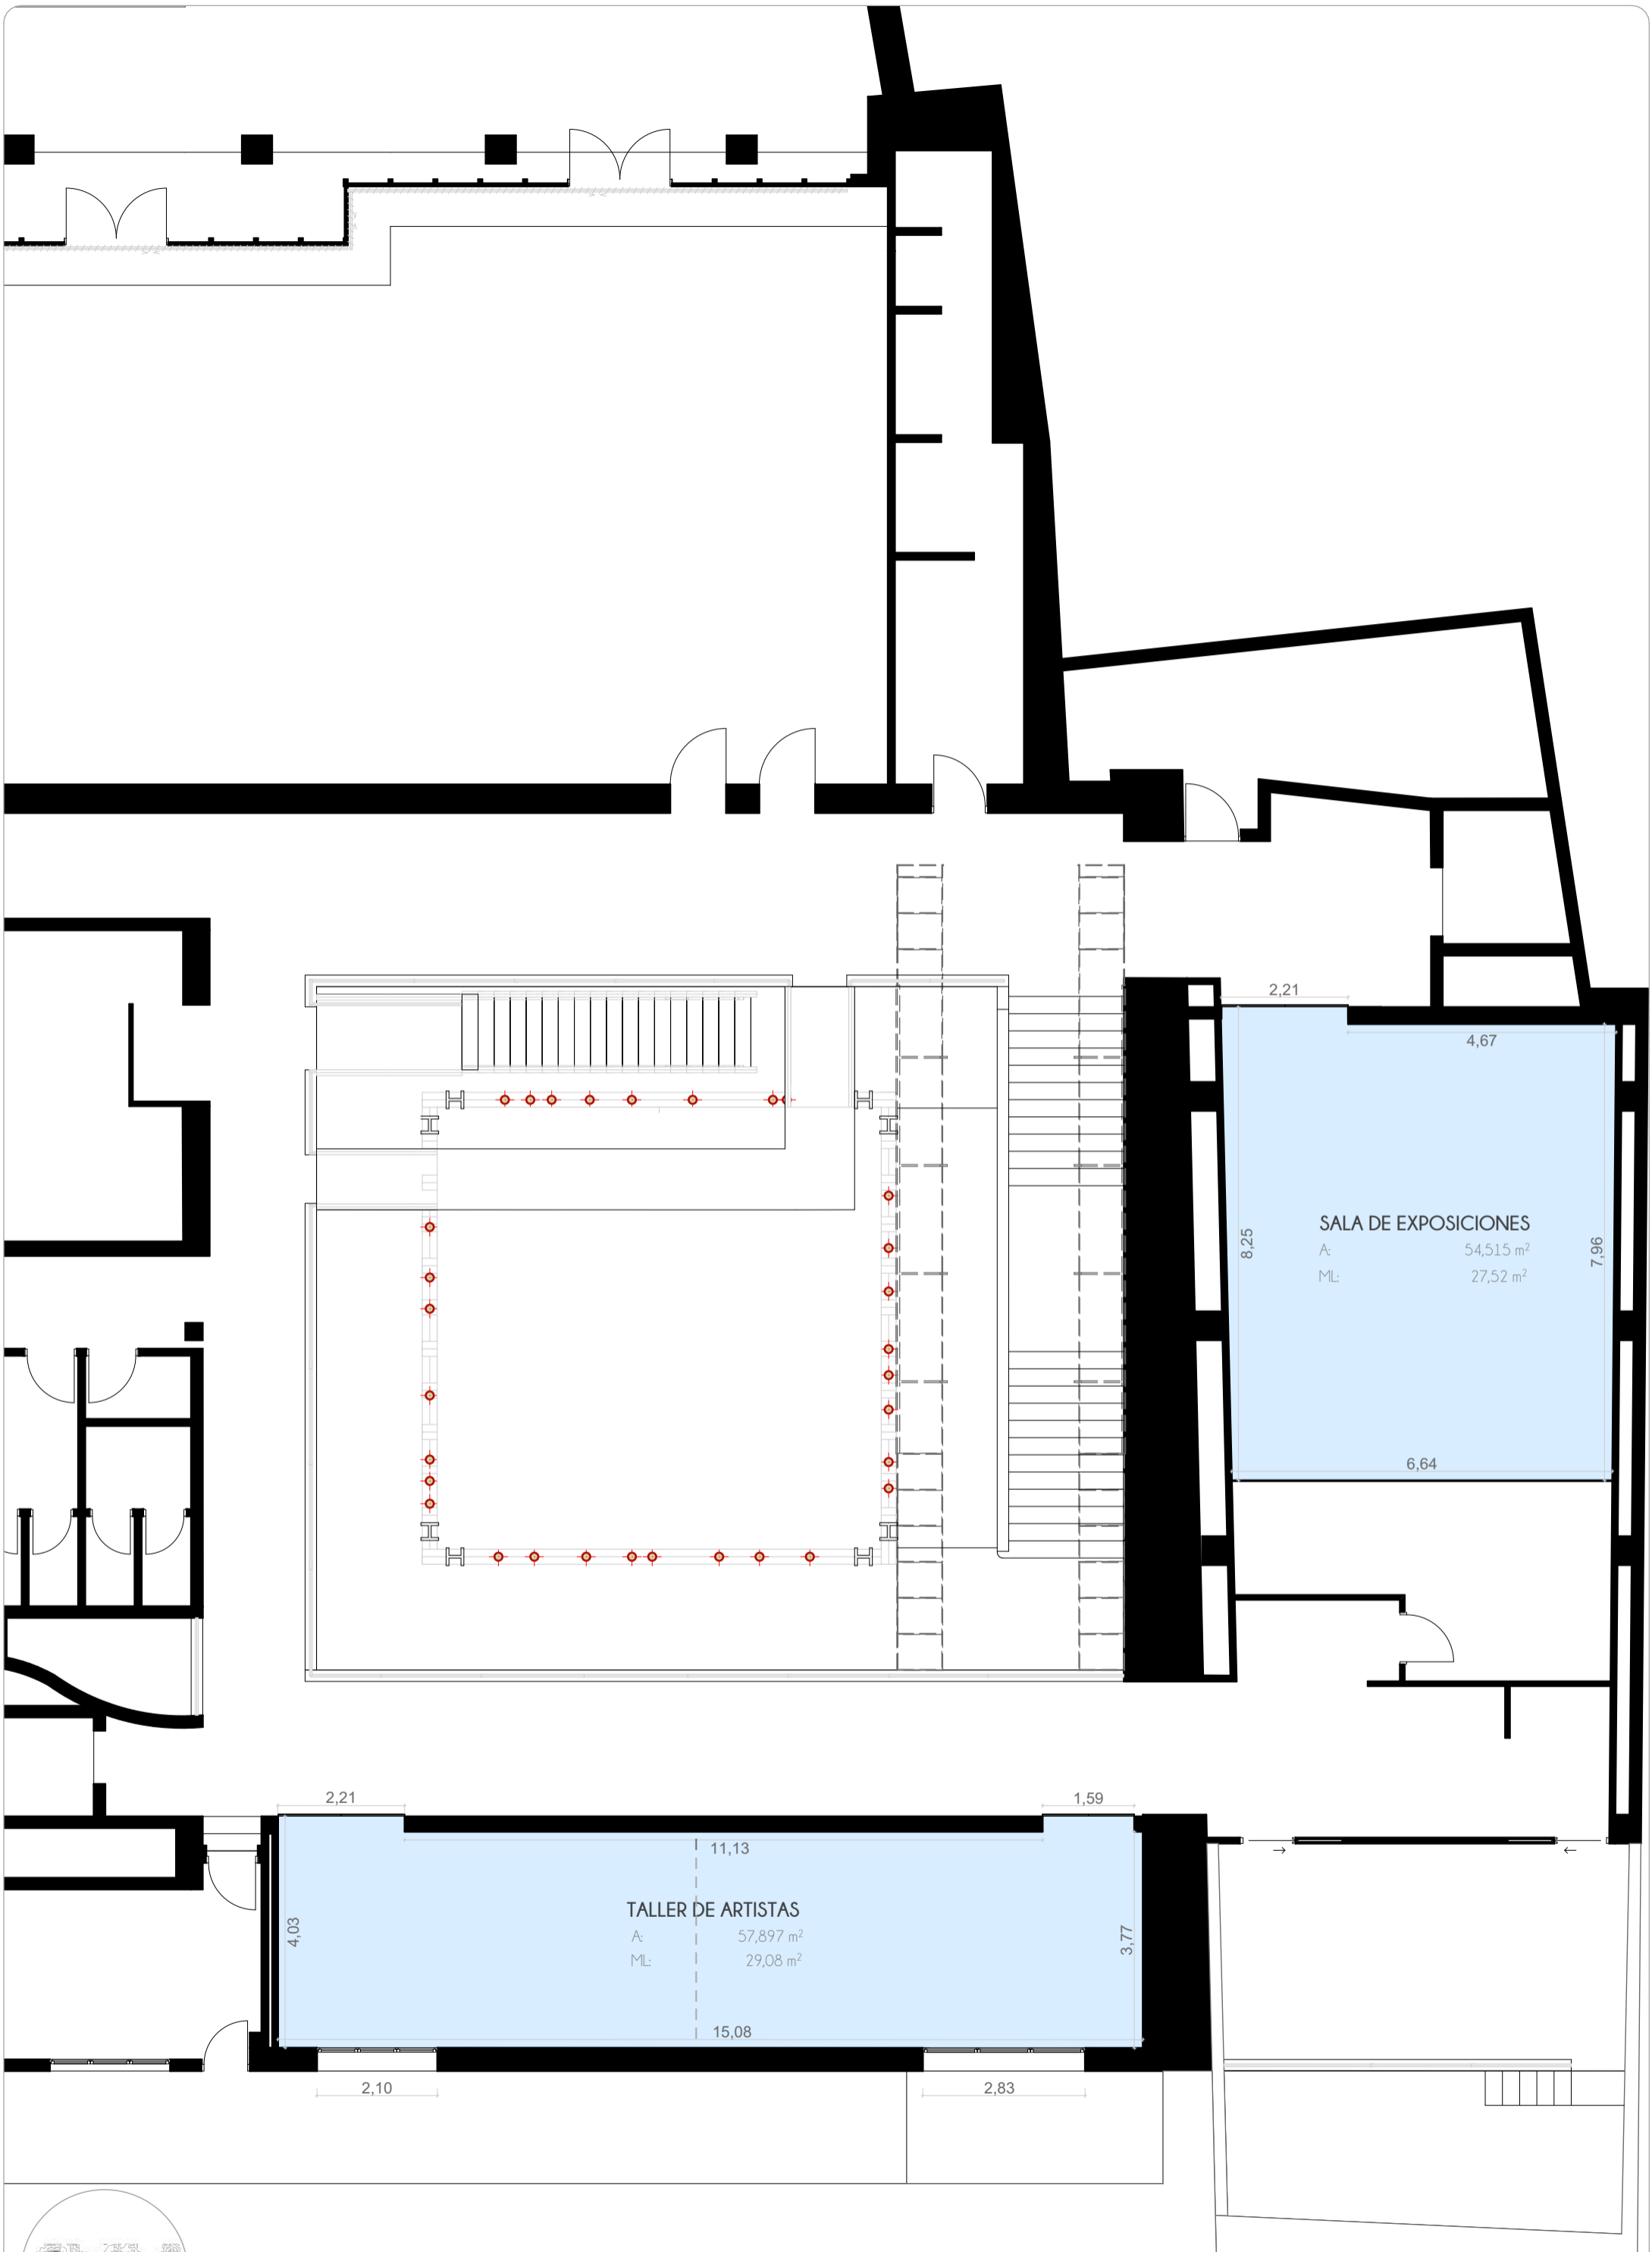 2,21
4,67
SALA DE EXPOSICIONES
A: 54,515 m²
ML: 27,52 m²
8,25
7,96
6,64
2,21
1,59
11,13
TALLER DE ARTISTAS
A: 57,897 m²
ML: 29,08 m²
4,03
3,77
15,08
2,10
2,83